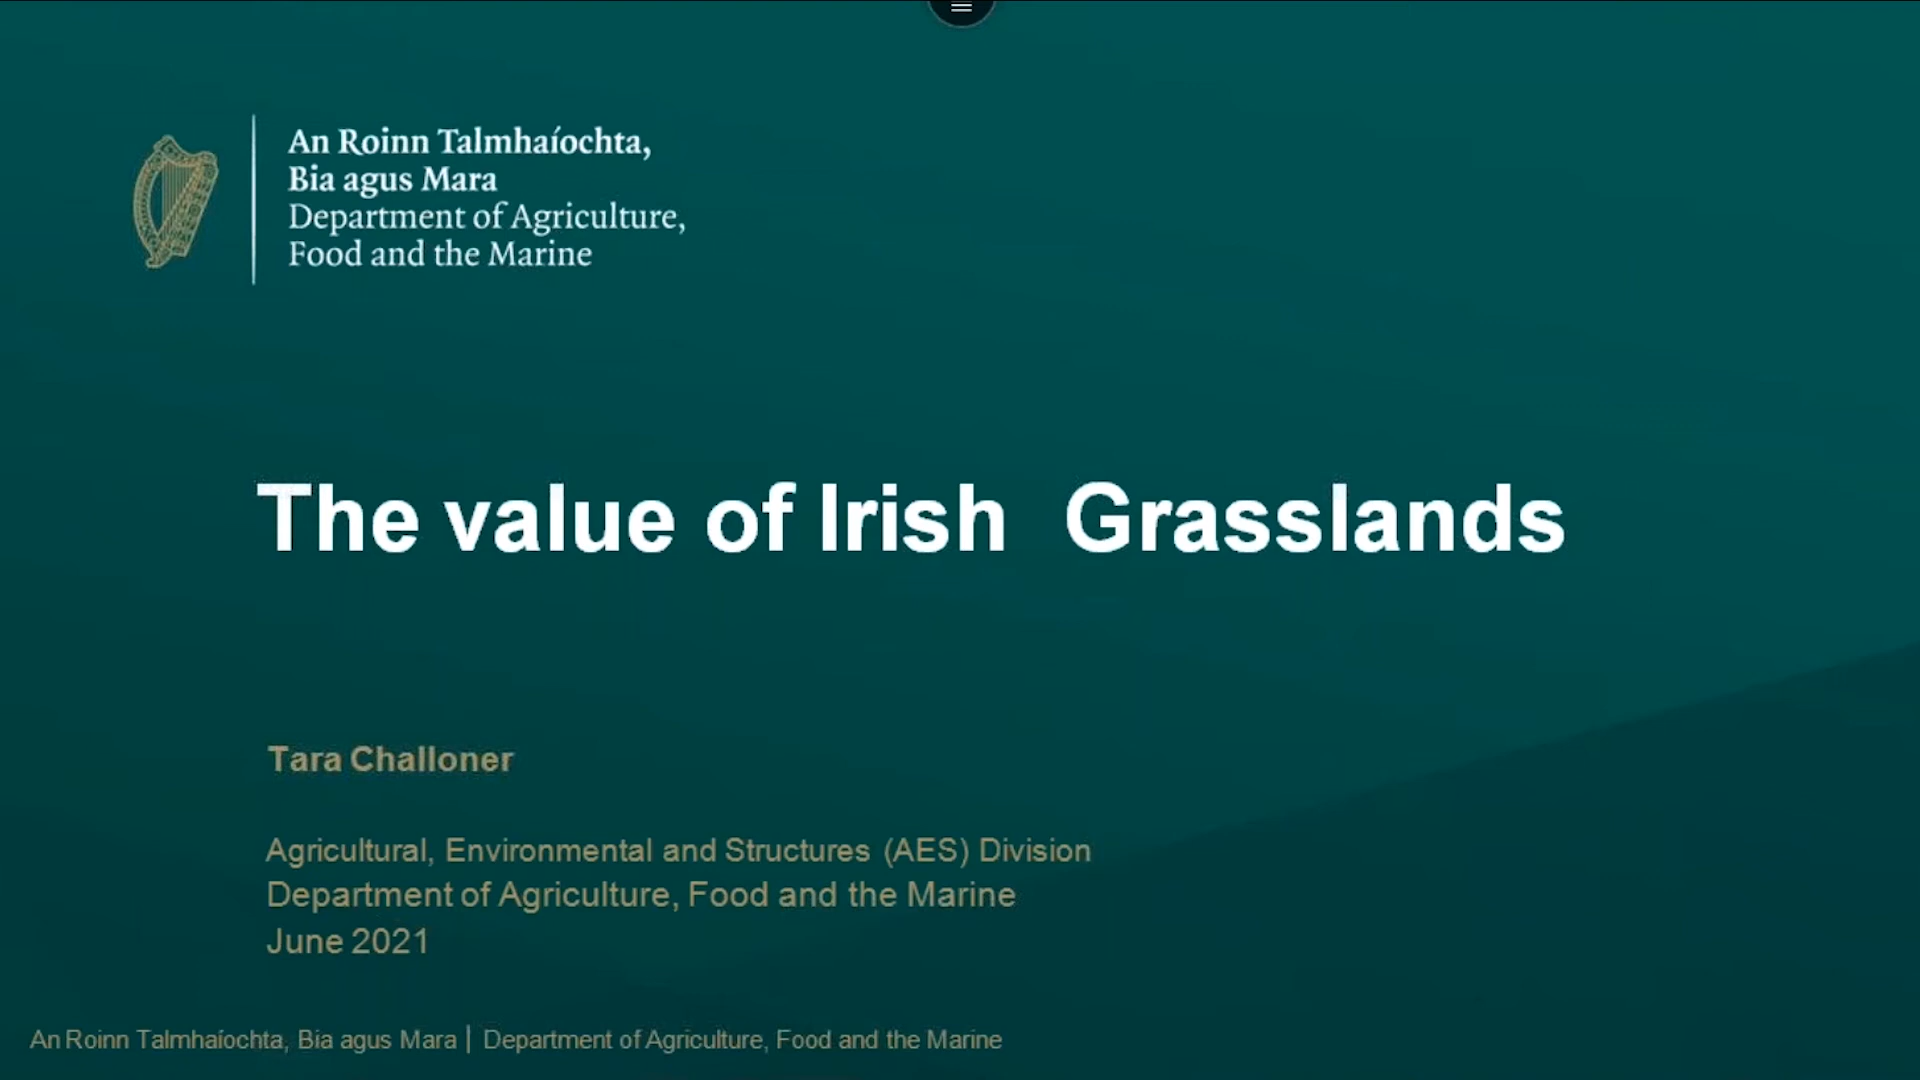 An Roinn Talmhaíochta,
Bia agus Mara
Department of Agriculture,
Food and the Marine
The value of Irish  Grasslands
Tara Challoner
Agricultural, Environmental and Structures (AES) Division
Department of Agriculture, Food and the Marine
June 2021
An Roinn Talmhaíochta, Bia agus Mara | Department of Agriculture, Food and the Marine